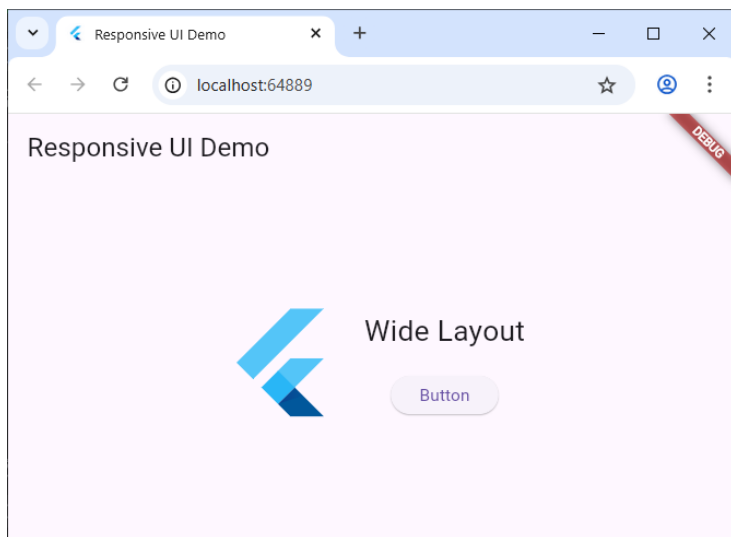 Responsive UI Demo
localhost:64889
Responsive UI Demo
DEBUG
Wide Layout
Button